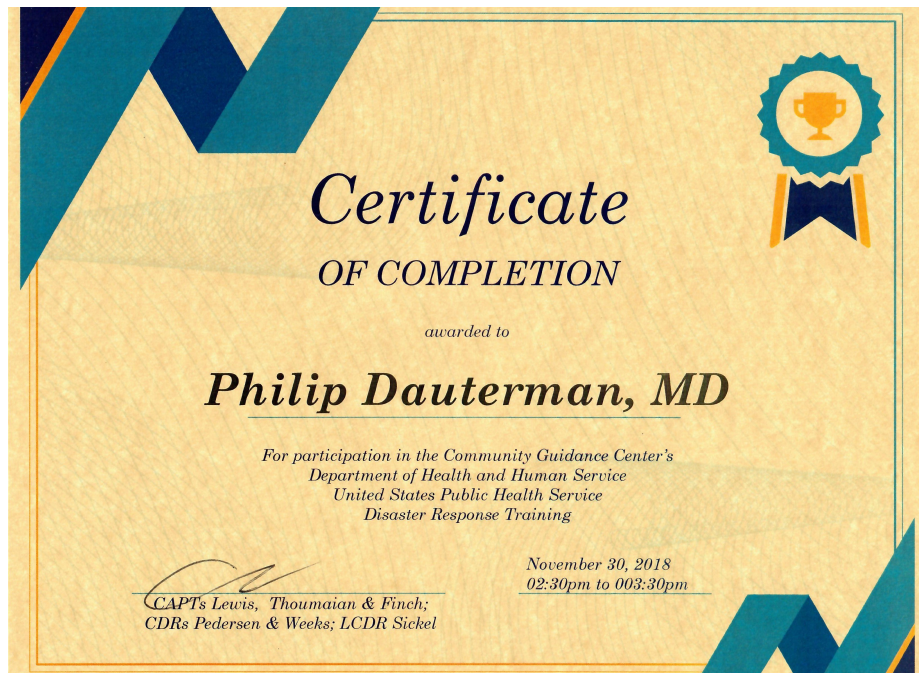 Certificate
OF COMPLETION
awarded to
Philip Dauterman, MD
For participation in the Community Guidance Center's
Department of Health and Human Service
United States Public Health Service
Disaster Response Training
November 30, 2018
02:30pm to 003:30pm
CAPTs Lewis, Thoumaian & Finch;
CDRs Pedersen & Weeks; LCDR Sickel